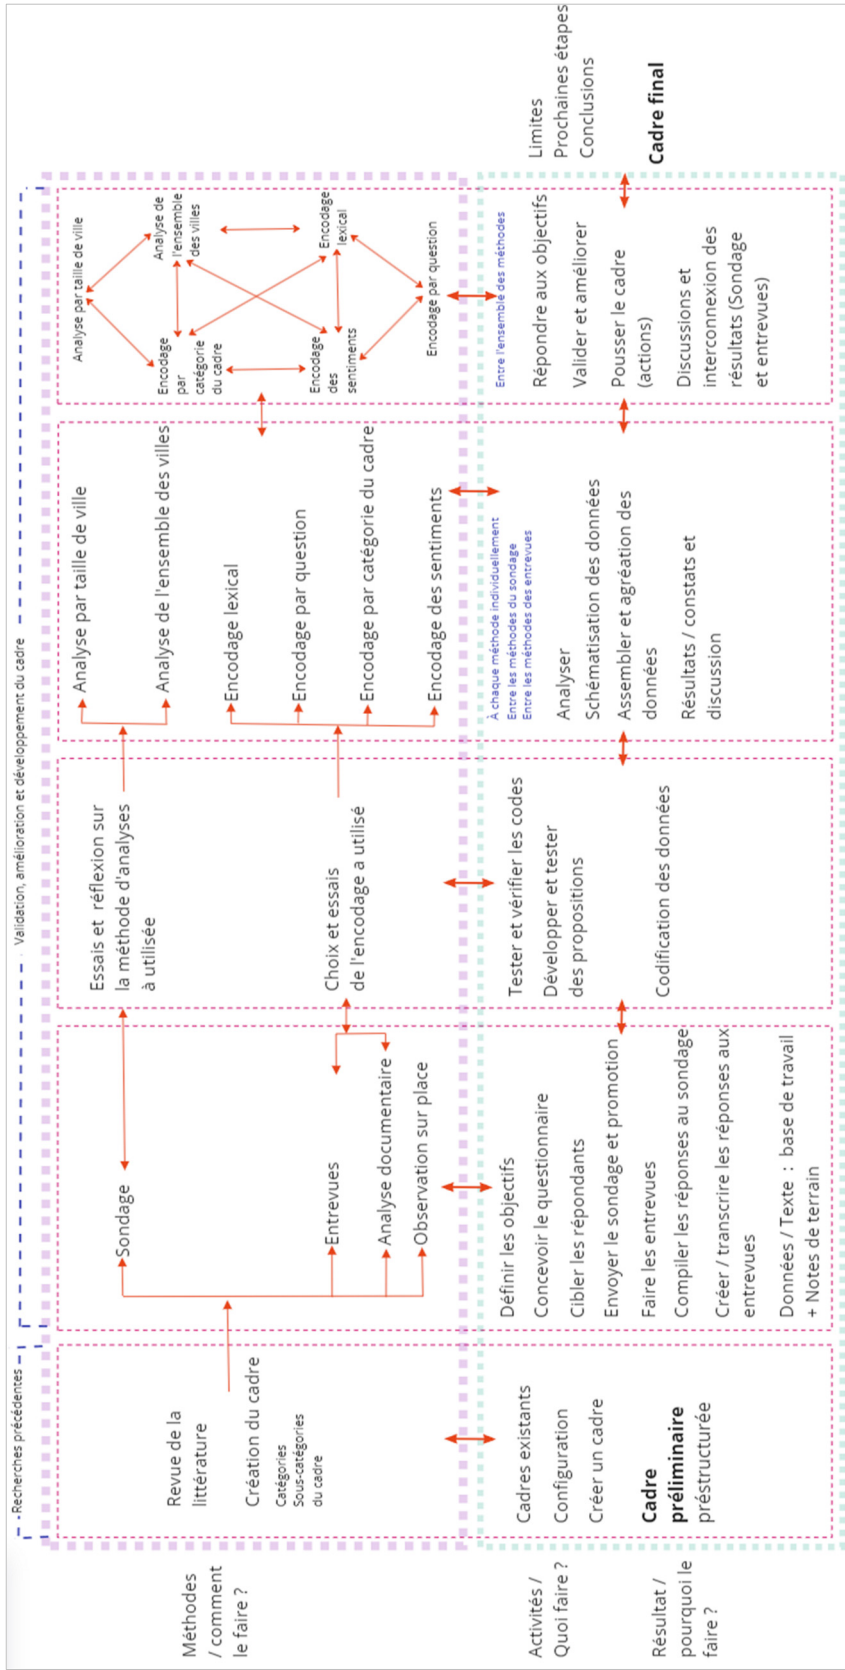 Recherches précédentes
Validation, amélioration et développement du cadre
Méthodes
/ comment
le faire ?
Revue de la
littérature
Création du cadre
Catégories
Sous-catégories
du cadre
Sondage
Entrevues
Analyse documentaire
Observation sur place
Essais et réflexion sur
la méthode d'analyses
à utilisée
Choix et essais
de l'encodage a utilisé
Analyse par taille de ville
Analyse de l'ensemble des villes
Encodage lexical
Encodage par question
Encodage par catégorie du cadre
Encodage des sentiments
Analyse par taille de ville
Encodage
par
catégorie
du cadre
Analyse de
l'ensemble
des villes
Encodage
des
sentiments
Encodage
lexical
Encodage par question
Activités /
Quoi faire ?
Résultat /
pourquoi le
faire ?
Cadres existants
Configuration
Créer un cadre
Cadre
préliminaire
préstructurée
Définir les objectifs
Concevoir le questionnaire
Cibler les répondants
Envoyer le sondage et promotion
Faire les entrevues
Compiler les réponses au sondage
Créer / transcrire les réponses aux
entrevues
Données / Texte : base de travail
+ Notes de terrain
Tester et vérifier les codes
Développer et tester
des propositions
Codification des données
À chaque méthode individuellement
Entre les méthodes du sondage
Entre les méthodes des entrevues
Analyser
Schématisation des données
Assembler et agréation des
données
Résultats / constats et
discussion
Entre l'ensemble des méthodes
Répondre aux objectifs
Valider et améliorer
Pousser le cadre
(actions)
Discussions et
interconnexion des
résultats (Sondage
et entrevues)
Limites
Prochaines étapes
Conclusions
Cadre final